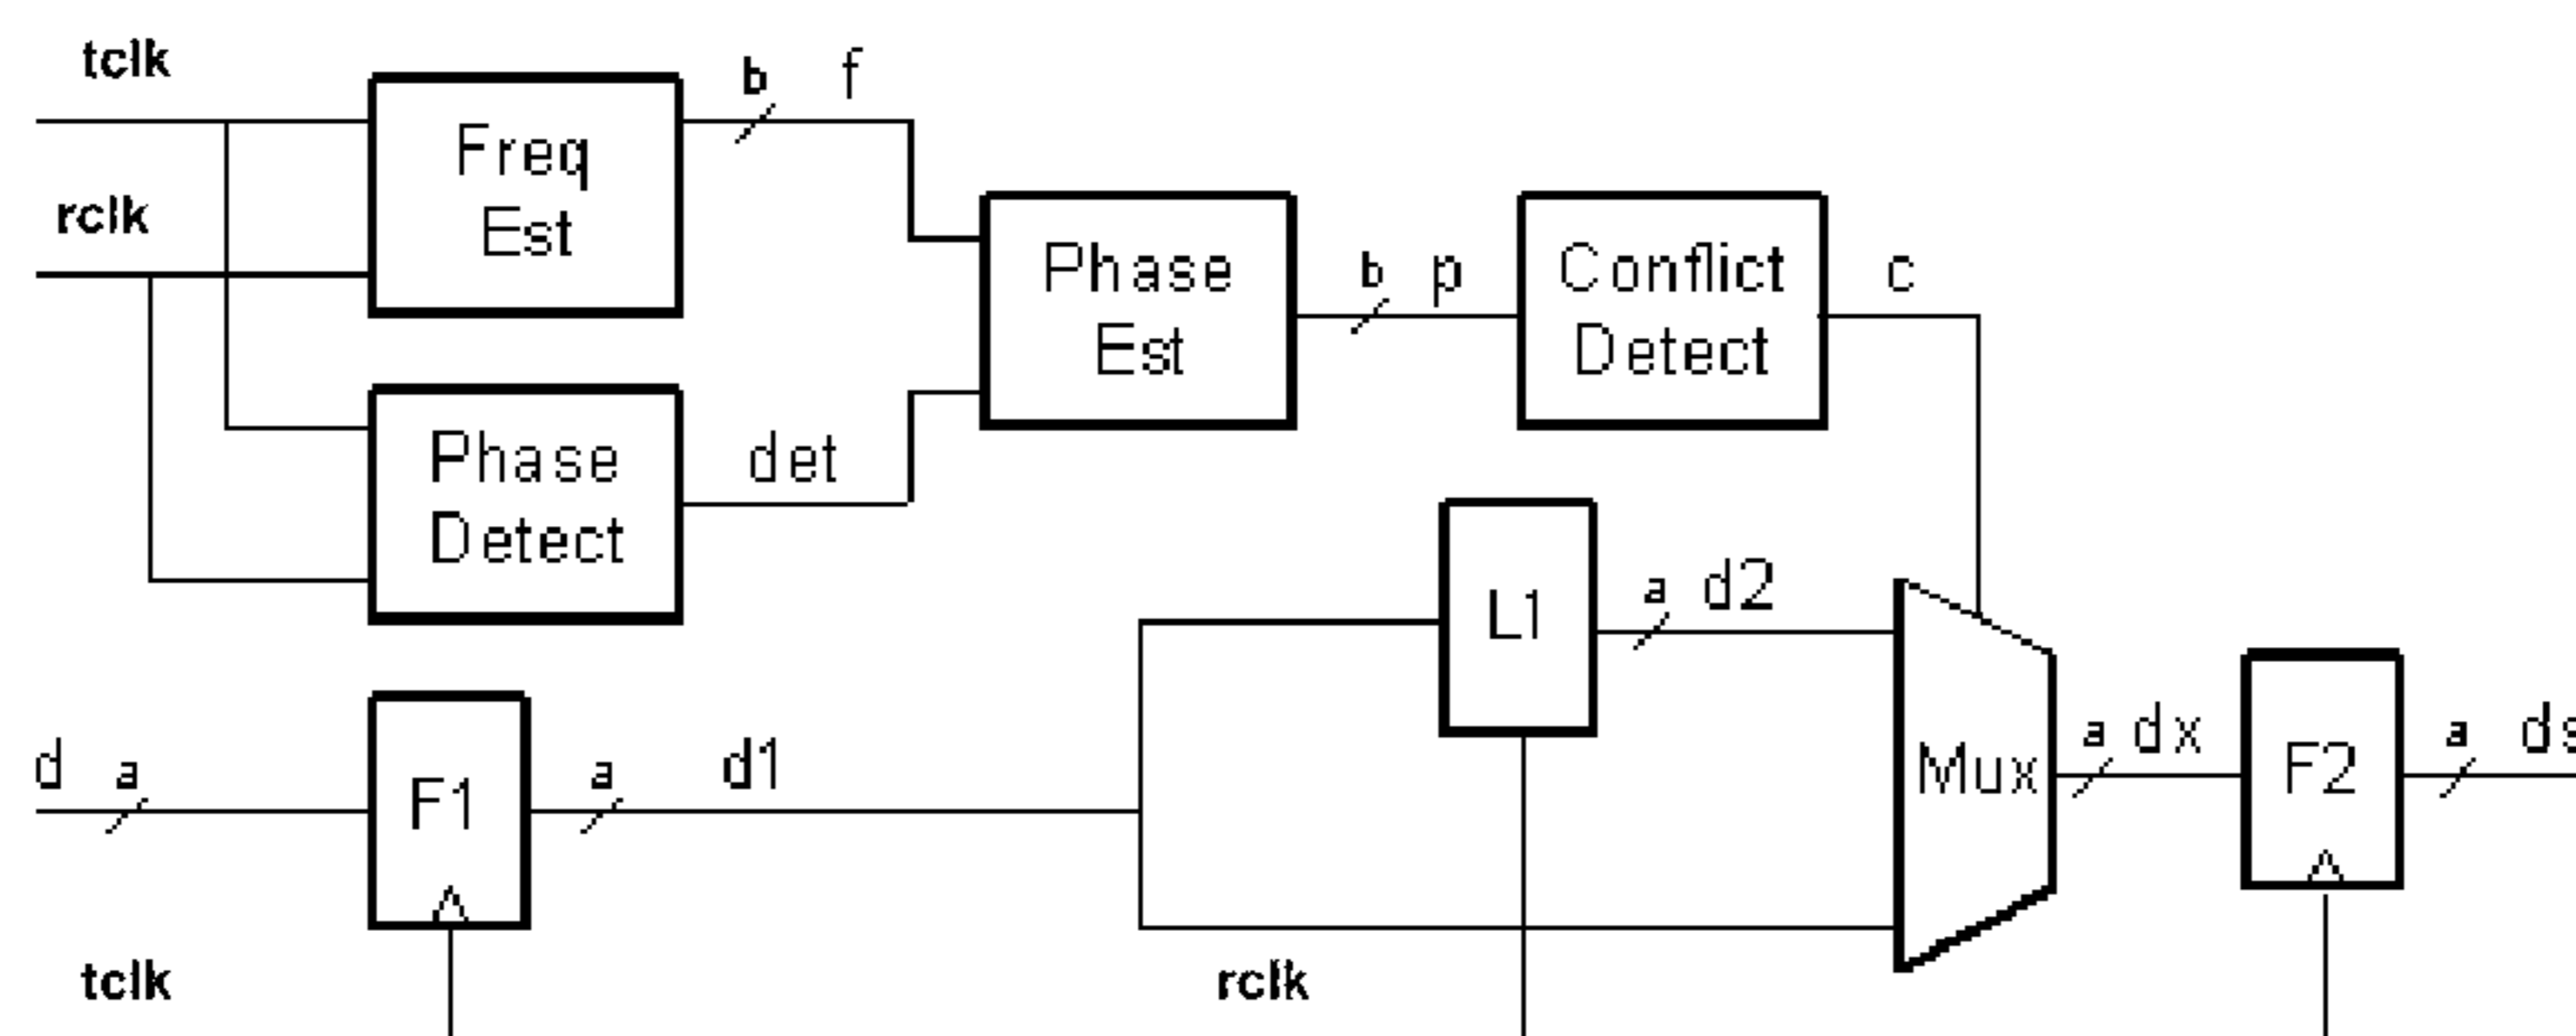 tclk
b f
Freq
Est
rclk
Phase
Est
b p
Conflict
Detect
c
Phase
Detect
det
L1
a d2
d a
F1
a d1
Mux
a dx
F2
a ds
tclk
rclk